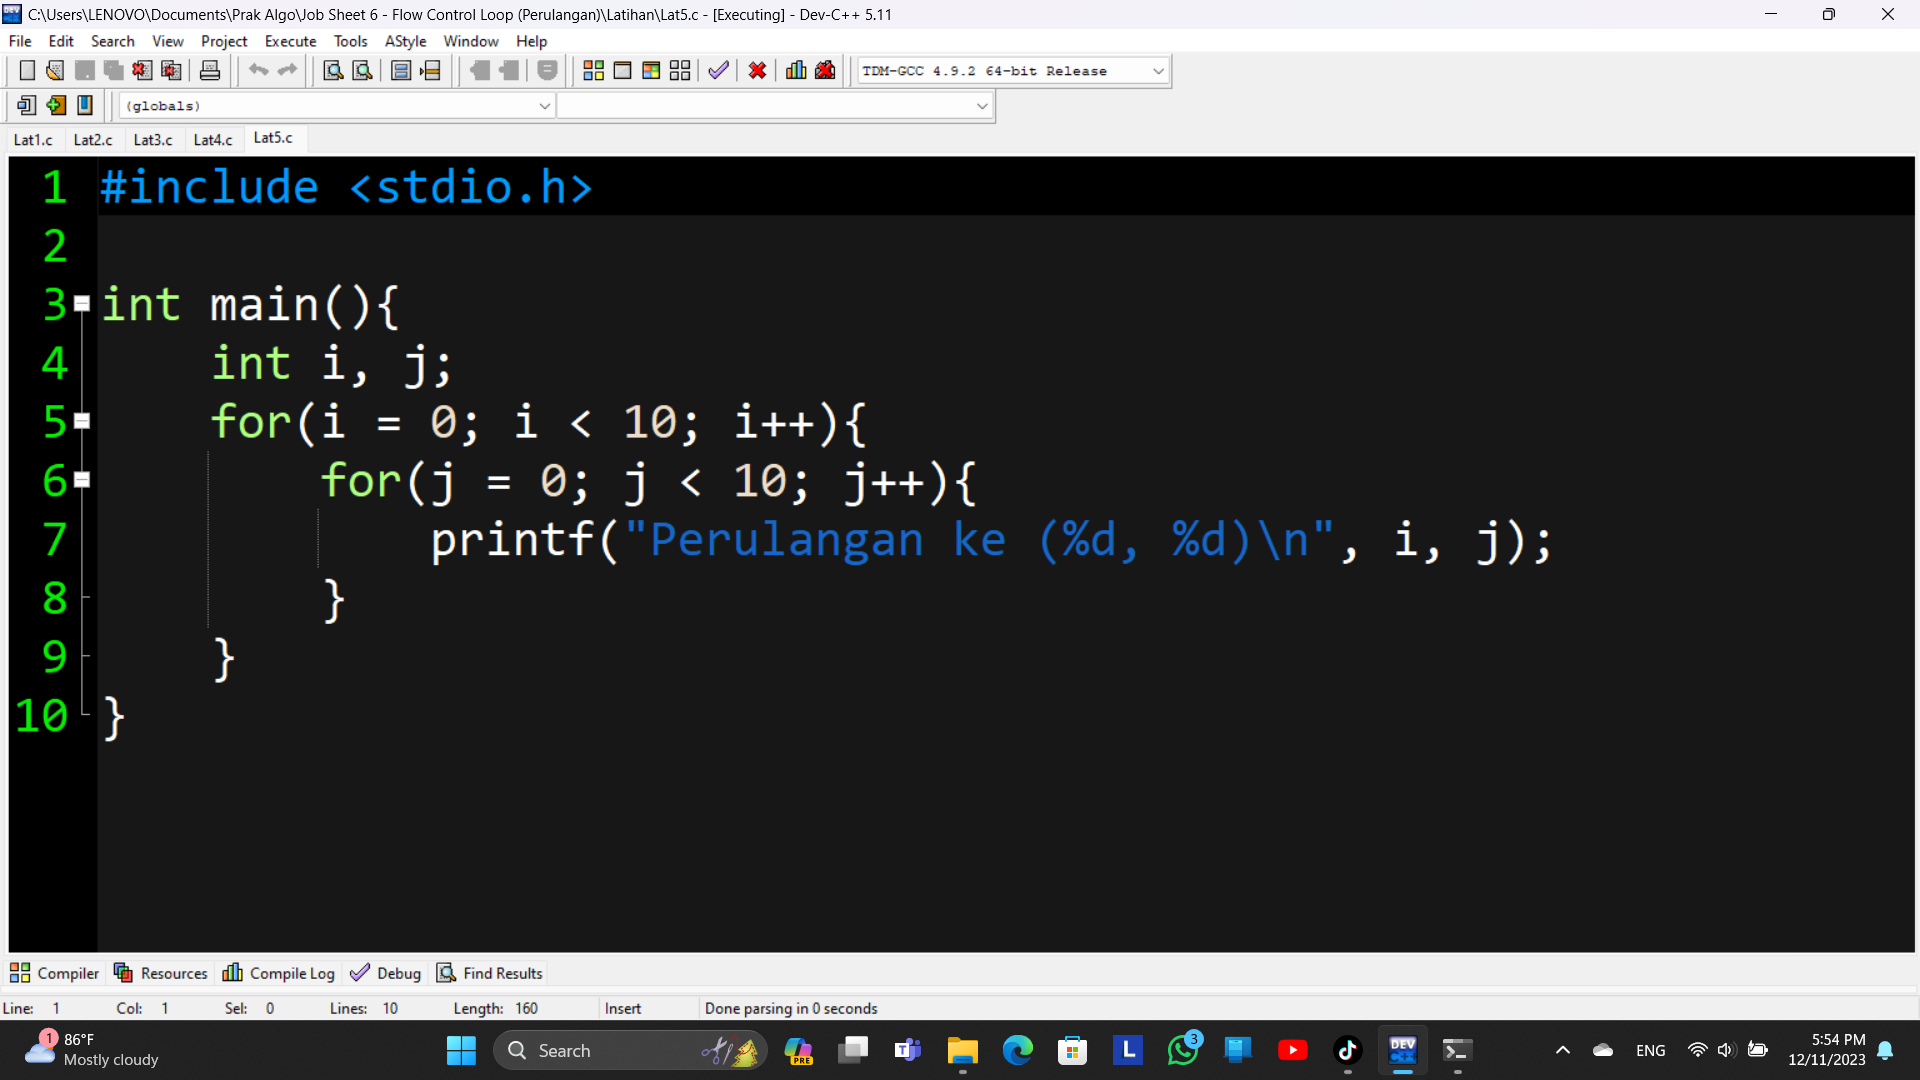 C:\Users\LENOVO\Documents\Prak Algo\Job Sheet 6 - Flow Control Loop (Perulangan)\Latihan\Lat5.c - [Executing] - Dev-C++ 5.11
File Edit Search View Project Execute Tools AStyle Window Help
TDM-GCC 4.9.2 64-bit Release
(globals)
Lat1.c Lat2.c Lat3.c Lat4.c Lat5.c
1 #include <stdio.h>
2
3 int main(){
4 int i, j;
5 for(i = 0; i < 10; i++){
6 for(j = 0; j < 10; j++){
7 printf("Perulangan ke (%d, %d)\n", i, j);
8 }
9 }
10 }
Compiler Resources Compile Log Debug Find Results
Line: 1 Col: 1 Sel: 0 Lines: 10 Length: 160 Insert Done parsing in 0 seconds
1 86°F
Mostly cloudy
Search
PRE
L
3
DEV C++
ENG
5:54 PM
12/11/2023